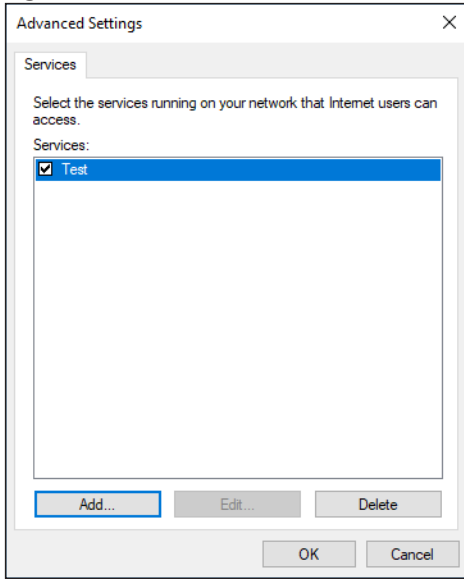 Advanced Settings
Services
Select the services running on your network that Internet users can
access.
Services:
Test
Add...
Edit...
Delete
OK
Cancel